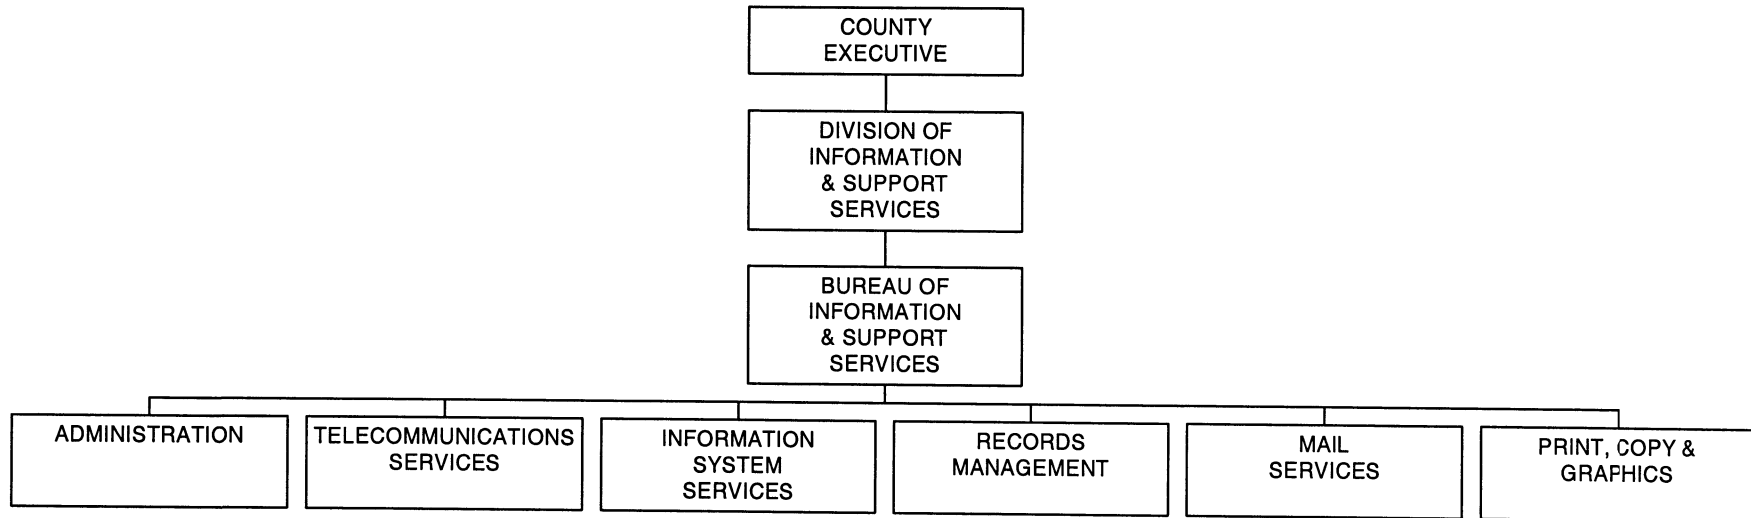 COUNTY
EXECUTIVE
DIVISION OF
INFORMATION
& SUPPORT
SERVICES
BUREAU OF
INFORMATION
& SUPPORT
SERVICES
ADMINISTRATION
TELECOMMUNICATIONS
SERVICES
INFORMATION
SYSTEM
SERVICES
RECORDS
MANAGEMENT
MAIL
SERVICES
PRINT, COPY &
GRAPHICS